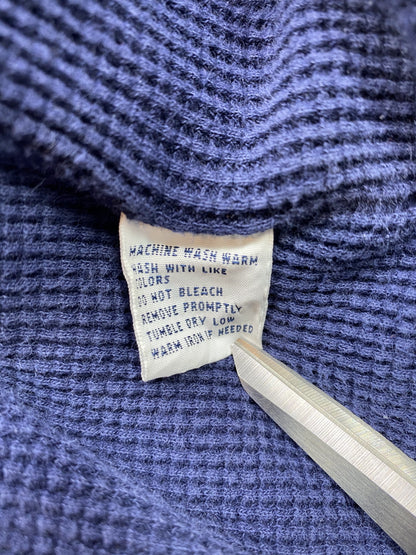 MACHINE WASH WARM
WASH WITH LIKE
COLORS
DO NOT BLEACH
REMOVE PROMPTLY
TUMBLE DRY LOW
WARM IRON IF NEEDED